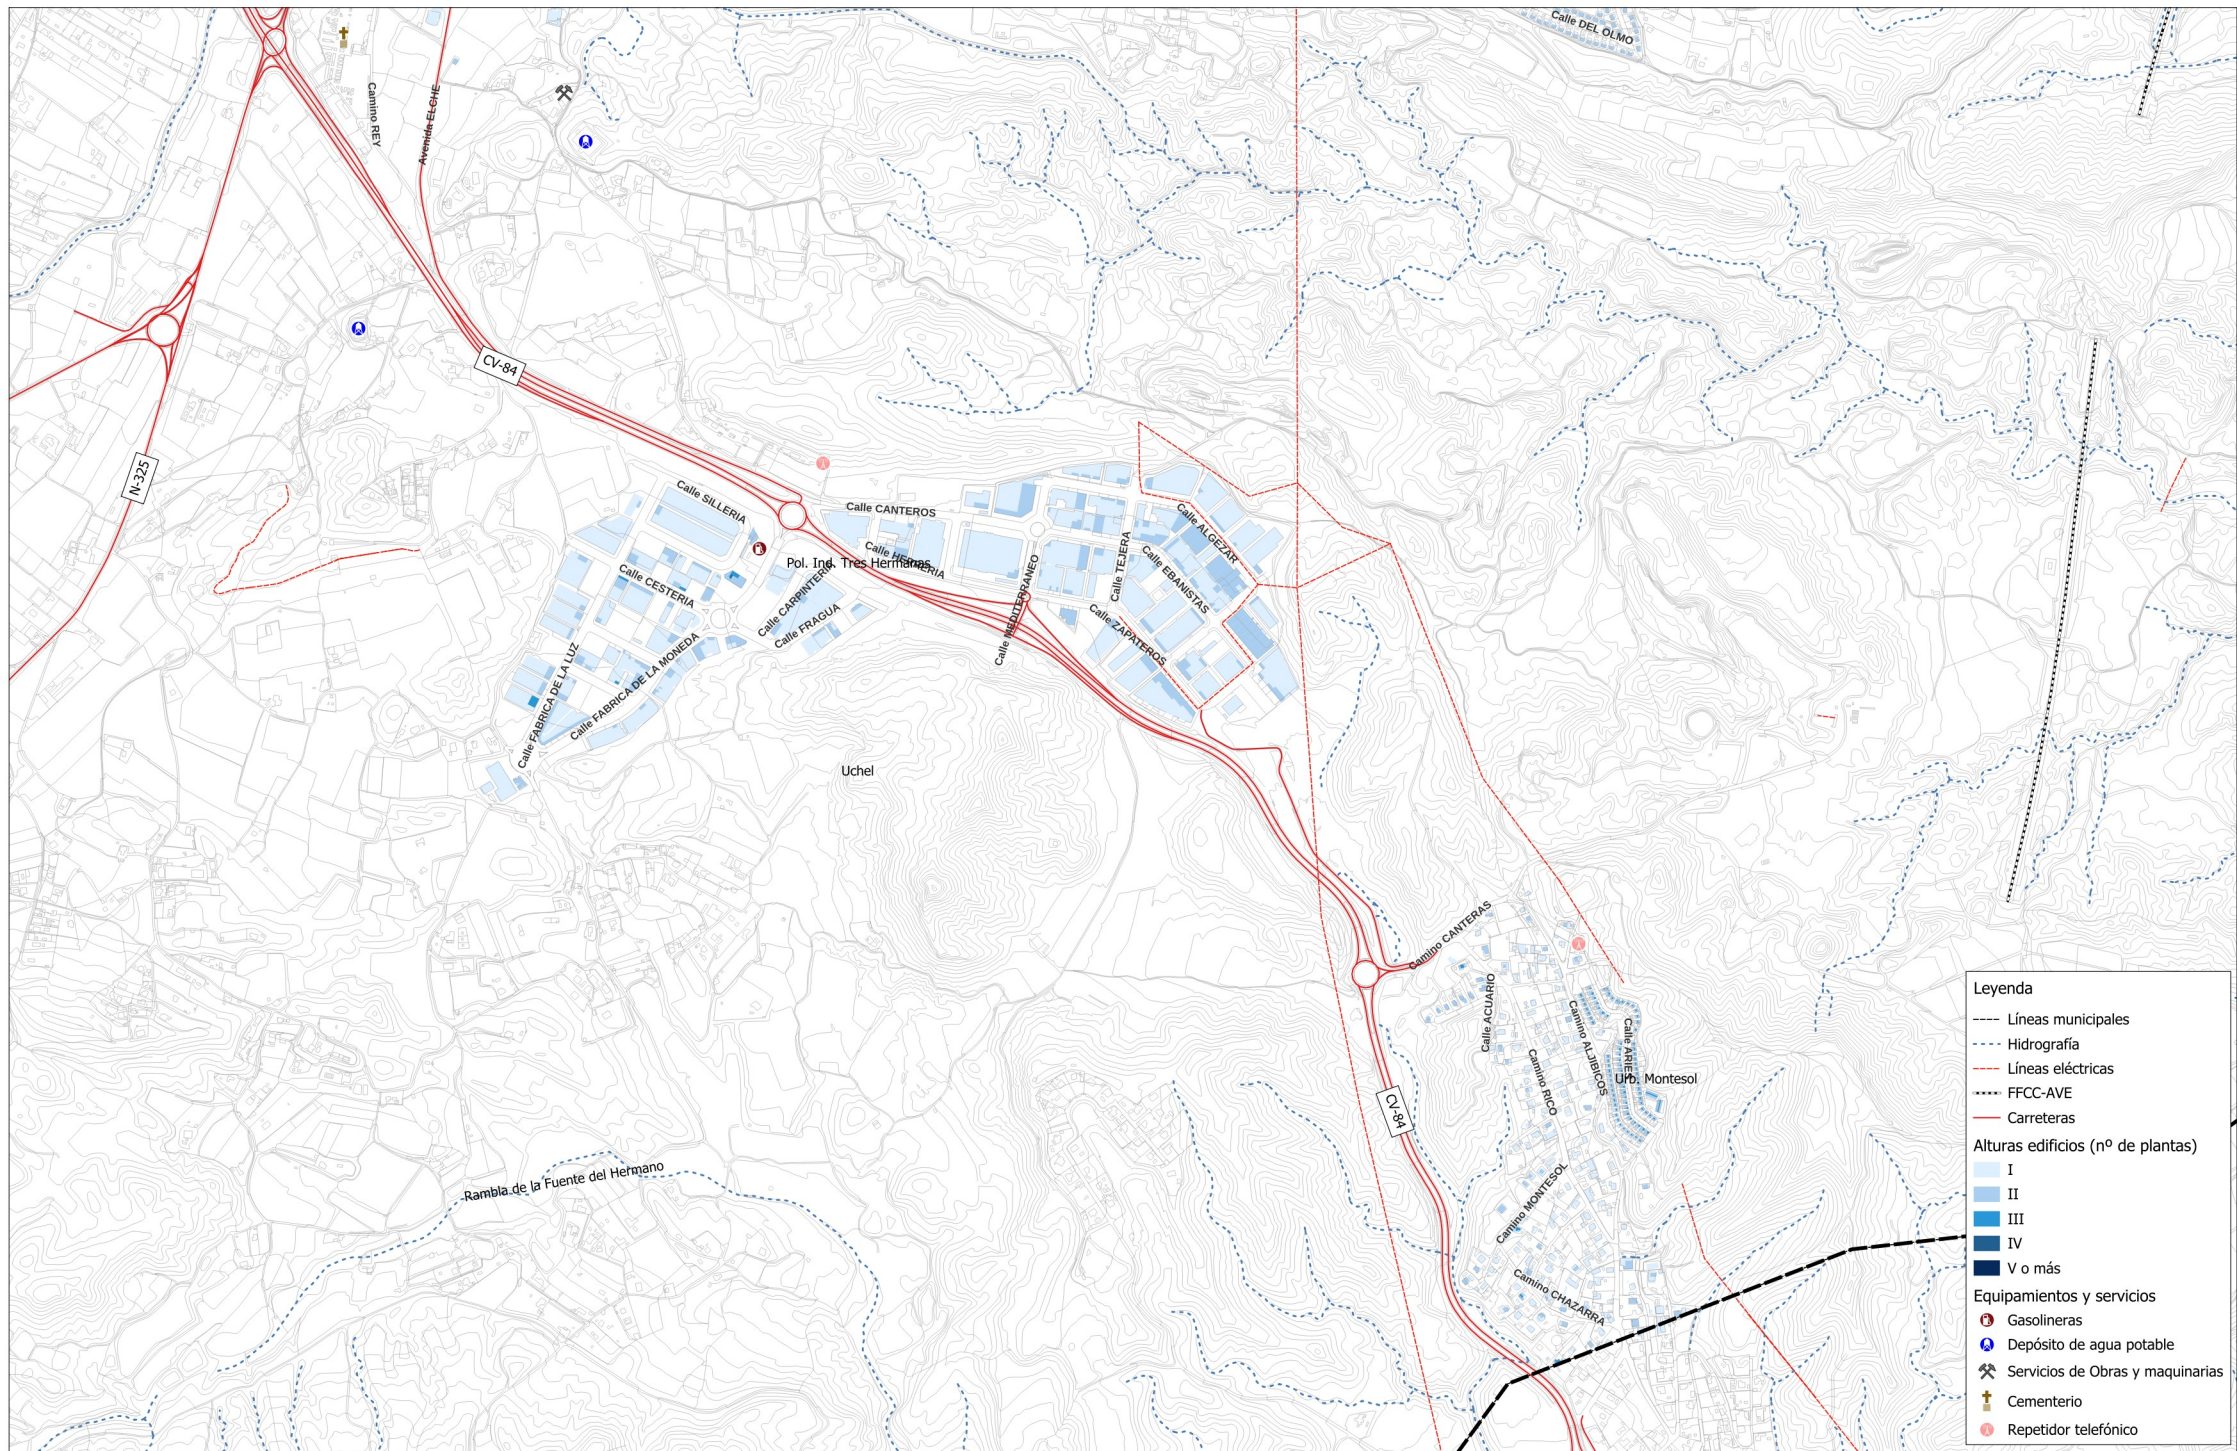 Calle DEL OLMO
Camino REY
Avenida ELCHE
CV-84
N-325
Calle SILLERIA
Calle CANTEROS
Calle ALGEZAR
Calle HERRERIA
Pol. Ind. Tres Hermanas
Calle TEJERA
Calle EBANISTAS
Calle CESTERIA
Calle CARPINTERIA
Calle FRAGUA
Calle MEDITERRANEO
Calle ZAPATEROS
Calle FABRICA DE LA LUZ
Calle FABRICA DE LA MONEDA
Uchel
Camino CANTERAS
Calle ACUARIO
Camino ALJIBICOS
Calle ARIES
Camino RICO
Urb. Montesol
CV-84
Rambla de la Fuente del Hermano
Camino MONTESOL
Camino CHAZARRA
Leyenda
Líneas municipales
Hidrografía
Líneas eléctricas
FFCC-AVE
Carreteras
Alturas edificios (nº de plantas)
I
II
III
IV
V o más
Equipamientos y servicios
Gasolineras
Depósito de agua potable
Servicios de Obras y maquinarias
Cementerio
Repetidor telefónico